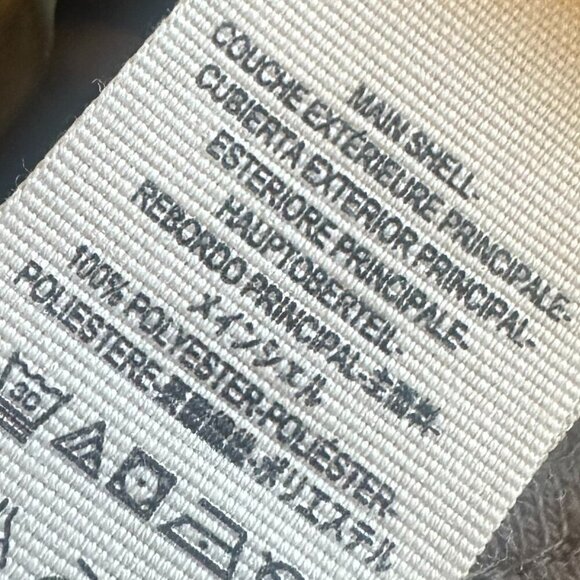 MAIN SHELL-
COUCHE EXTÉRIEURE PRINCIPALE-
CUBIERTA EXTERIOR PRINCIPAL-
ESTERIORE PRINCIPALE-
HAUPTOBERTEIL-
REBORDO PRINCIPAL-主面料-
メインシェル
100% POLYESTER-POLIÉSTER-
POLIESTERE-聚酯纖維-ポリエステル
30